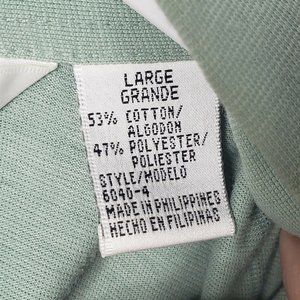 LARGE
GRANDE
53% COTTON/
ALGODON
47% POLYESTER/
POLIESTER
STYLE/MODELO
6040-4
MADE IN PHILIPPINES
HECHO EN FILIPINAS